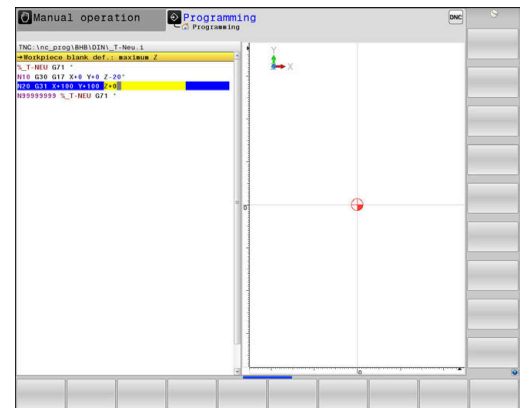 Manual operation
Programming
Programming
DNC
TNC:\nc_prog\BHB\DIN\_T-Neu.i
→Workpiece blank def.: maximum Z
%_T-NEU G71 *
N10 G30 G17 X+0 Y+0 Z-20*
N20 G31 X+100 Y+100 Z+0
N99999999 %_T-NEU G71 *
Y
X
0
0